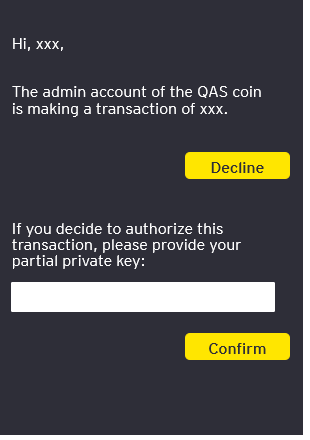 Hi, xxx,
The admin account of the QAS coin
is making a transaction of xxx.
Decline
If you decide to authorize this
transaction, please provide your
partial private key:
Confirm